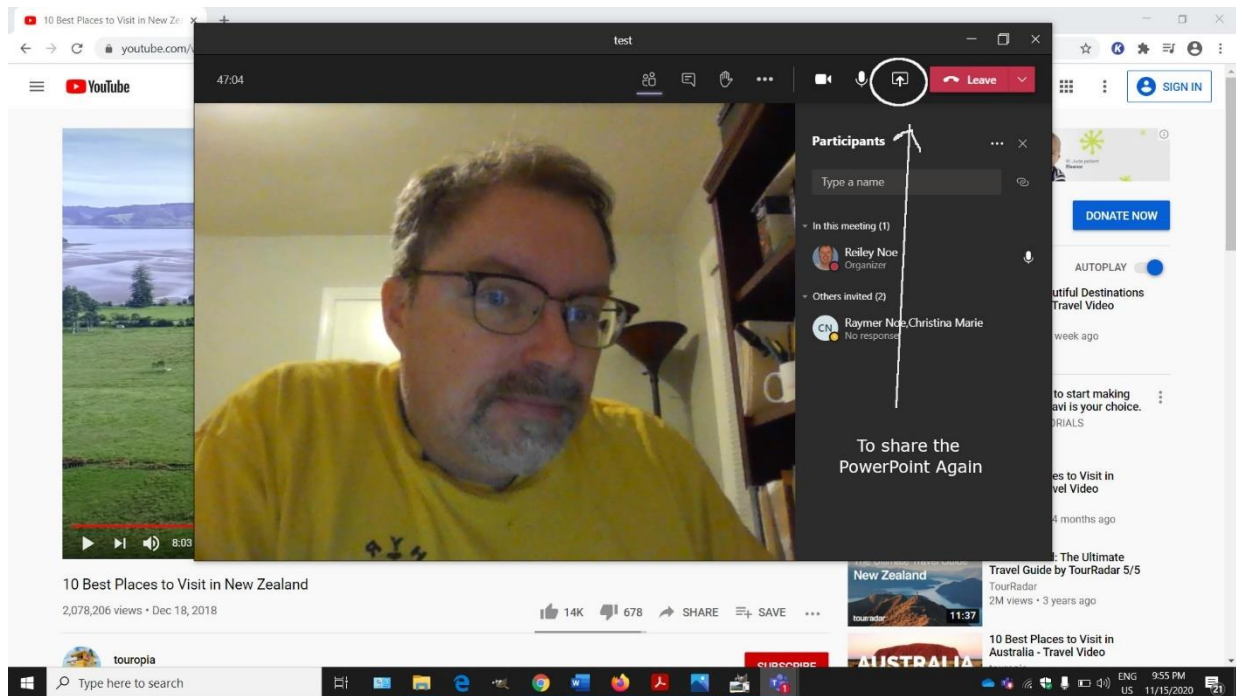 10 Best Places to Visit in New Ze
test
youtube.com/
47:04
Leave
YouTube
SIGN IN
Participants
Type a name
DONATE NOW
In this meeting (1)
Reiley Noe
Organizer
AUTOPLAY
Others invited (2)
utiful Destinations
Travel Video
CN
Raymer Noe,Christina Marie
No response
week ago
to start making
avi is your choice.
ORIALS
To share the
PowerPoint Again
es to Visit in
vel Video
4 months ago
8:03
: The Ultimate
Travel Guide by TourRadar 5/5
New Zealand
TourRadar
2M views • 3 years ago
tourradar
11:37
10 Best Places to Visit in New Zealand
2,078,206 views • Dec 18, 2018
14K 678 SHARE SAVE
10 Best Places to Visit in
Australia - Travel Video
AUSTRALIA
touropia
SUBSCRIBE
Type here to search
ENG
US
9:55 PM
11/15/2020
21